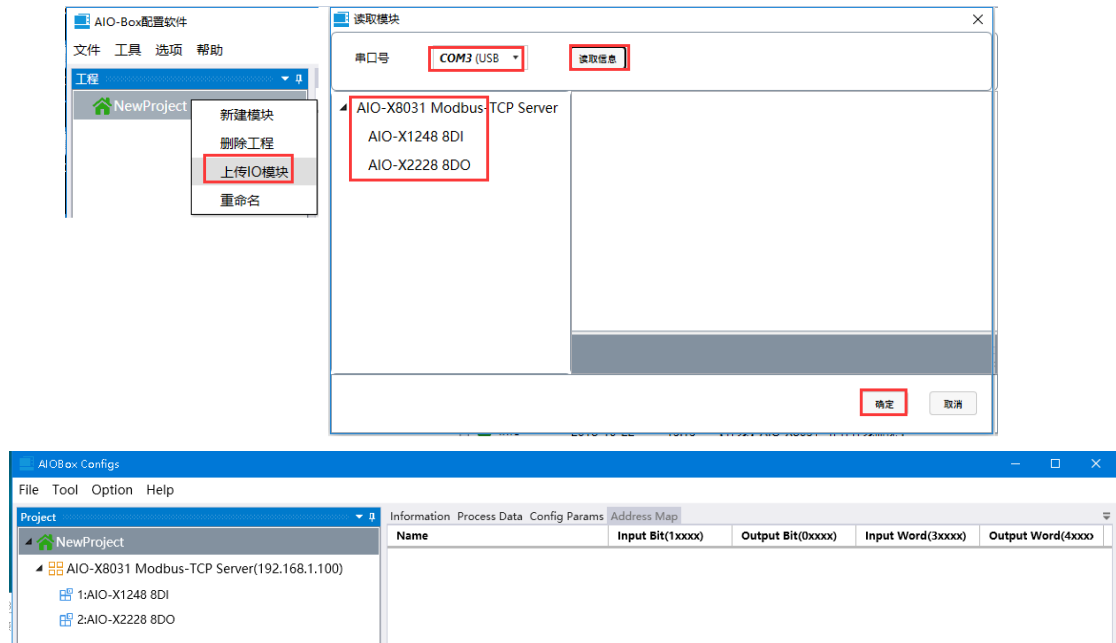 AIO-Box配置软件
文件 工具 选项 帮助
工程
NewProject
新建模块
删除工程
上传IO模块
重命名
读取模块
串口号 COM3 (USB 读取信息
AIO-X8031 Modbus-TCP Server
AIO-X1248 8DI
AIO-X2228 8DO
确定 取消
AIOBox Configs
File Tool Option Help
Project
NewProject
AIO-X8031 Modbus-TCP Server(192.168.1.100)
1:AIO-X1248 8DI
2:AIO-X2228 8DO
Information Process Data Config Params Address Map
Name Input Bit(1xxxx) Output Bit(0xxxx) Input Word(3xxxx) Output Word(4xxx